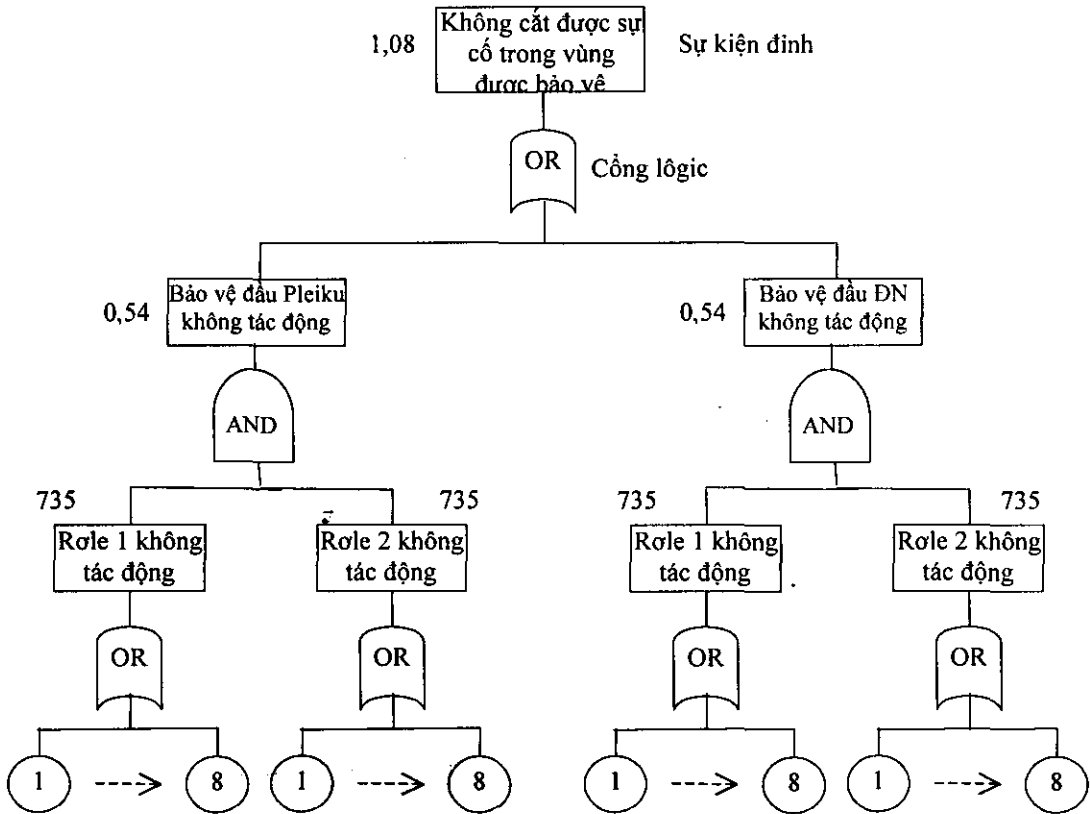 1,08
Không cắt được sự
cố trong vùng
được bảo vệ
Sự kiện đỉnh
OR
Cổng lôgic
0,54
Bảo vệ đầu Pleiku
không tác động
0,54
Bảo vệ đầu ĐN
không tác động
AND
AND
735
735
735
735
Rơle 1 không
tác động
Rơle 2 không
tác động
Rơle 1 không
tác động
Rơle 2 không
tác động
OR
OR
OR
OR
1
8
1
8
1
8
1
8